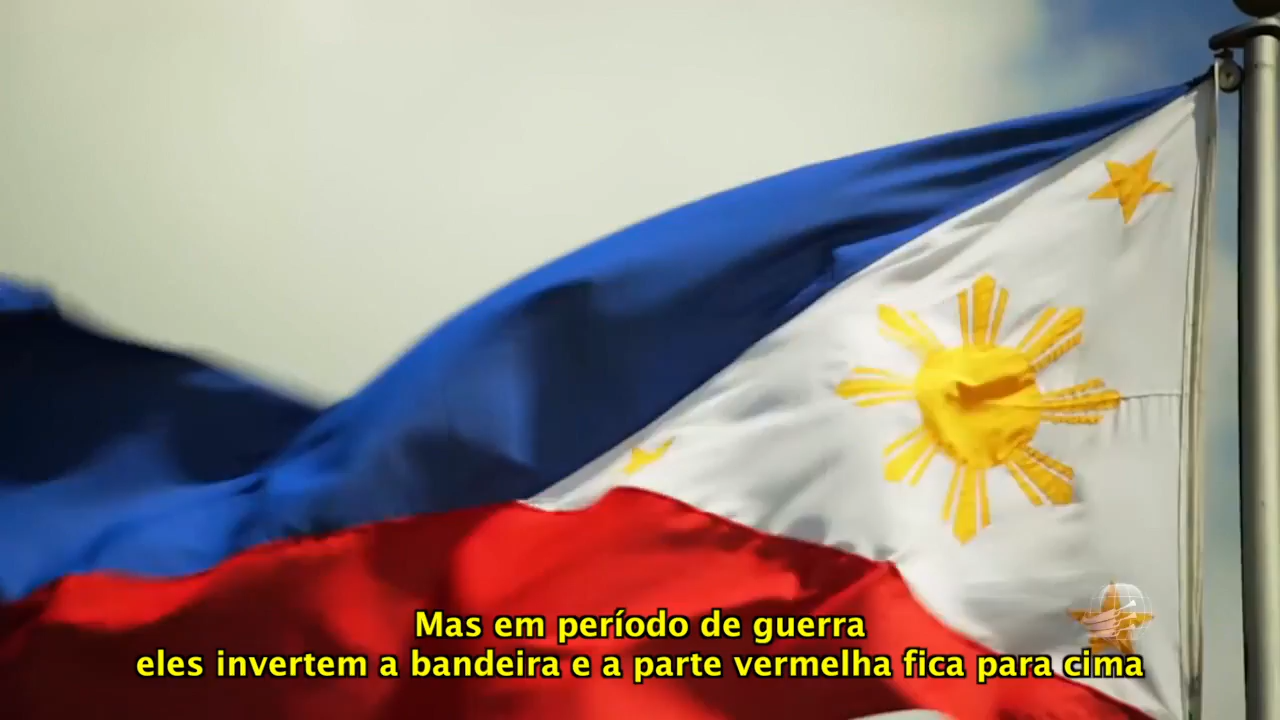 Mas em período de guerra
eles invertem a bandeira e a parte vermelha fica para cima